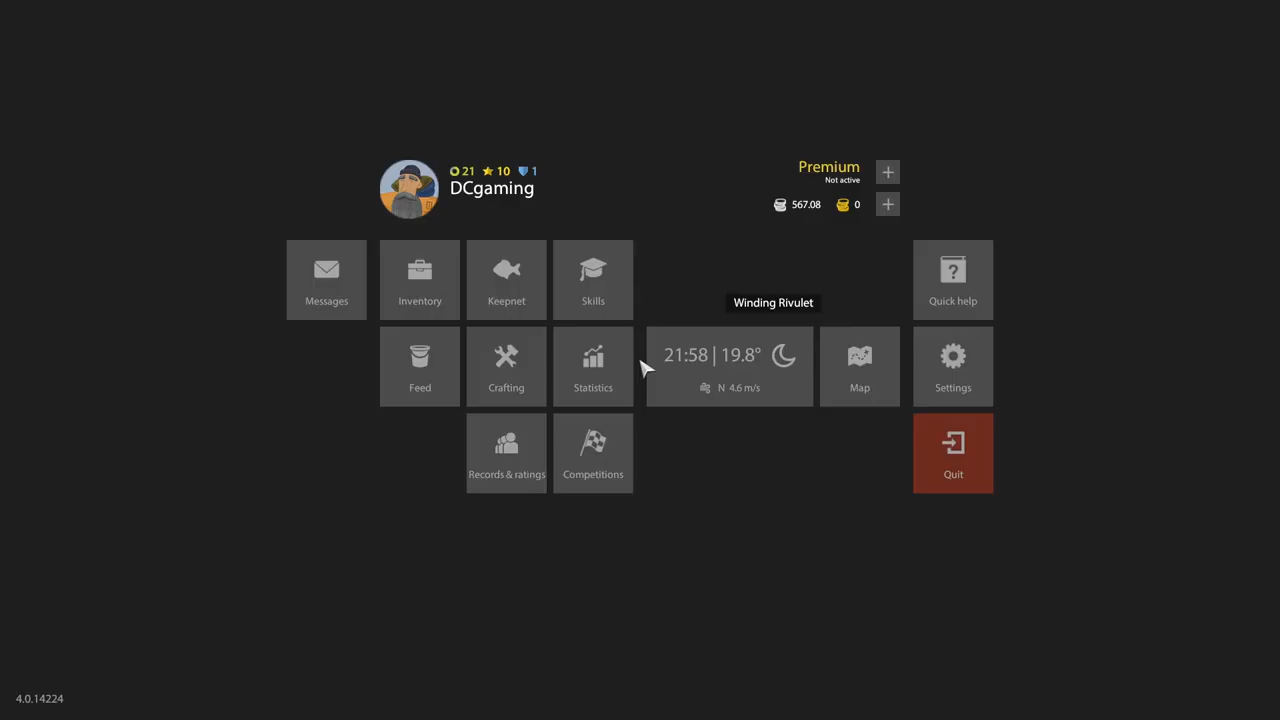 21 10 1
DCgaming
Premium
Not active
567.08 0
Messages
Inventory
Keepnet
Skills
Winding Rivulet
Quick help
Feed
Crafting
Statistics
21:58 | 19.8°
N 4.6 m/s
Map
Settings
Records & ratings
Competitions
Quit
4.0.14224